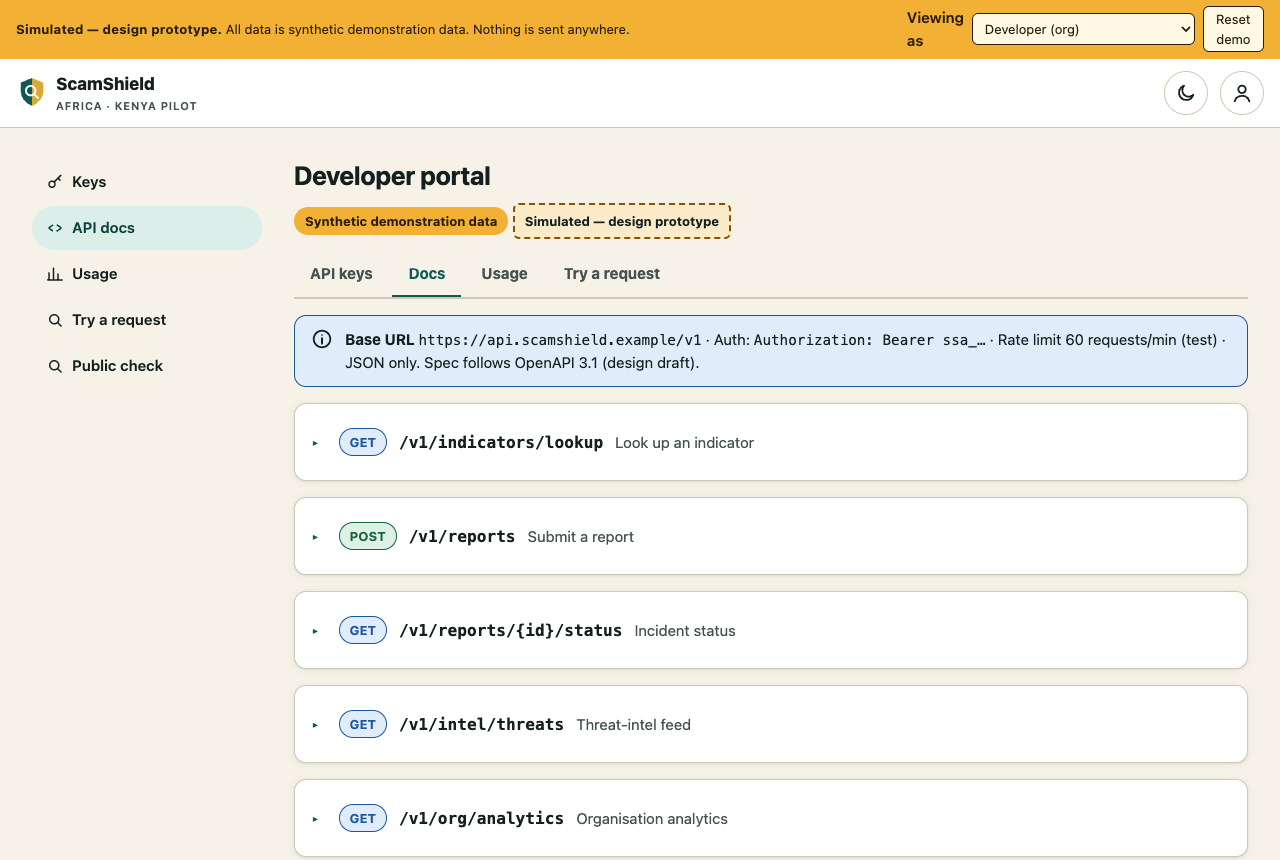 Simulated — design prototype. All data is synthetic demonstration data. Nothing is sent anywhere.
Viewing as
Developer (org)
Reset demo
ScamShield
AFRICA · KENYA PILOT
Keys
API docs
Usage
Try a request
Public check
Developer portal
Synthetic demonstration data
Simulated — design prototype
API keys
Docs
Usage
Try a request
Base URL https://api.scamshield.example/v1 · Auth: Authorization: Bearer ssa_… · Rate limit 60 requests/min (test) ·
JSON only. Spec follows OpenAPI 3.1 (design draft).
GET /v1/indicators/lookup Look up an indicator
POST /v1/reports Submit a report
GET /v1/reports/{id}/status Incident status
GET /v1/intel/threats Threat-intel feed
GET /v1/org/analytics Organisation analytics